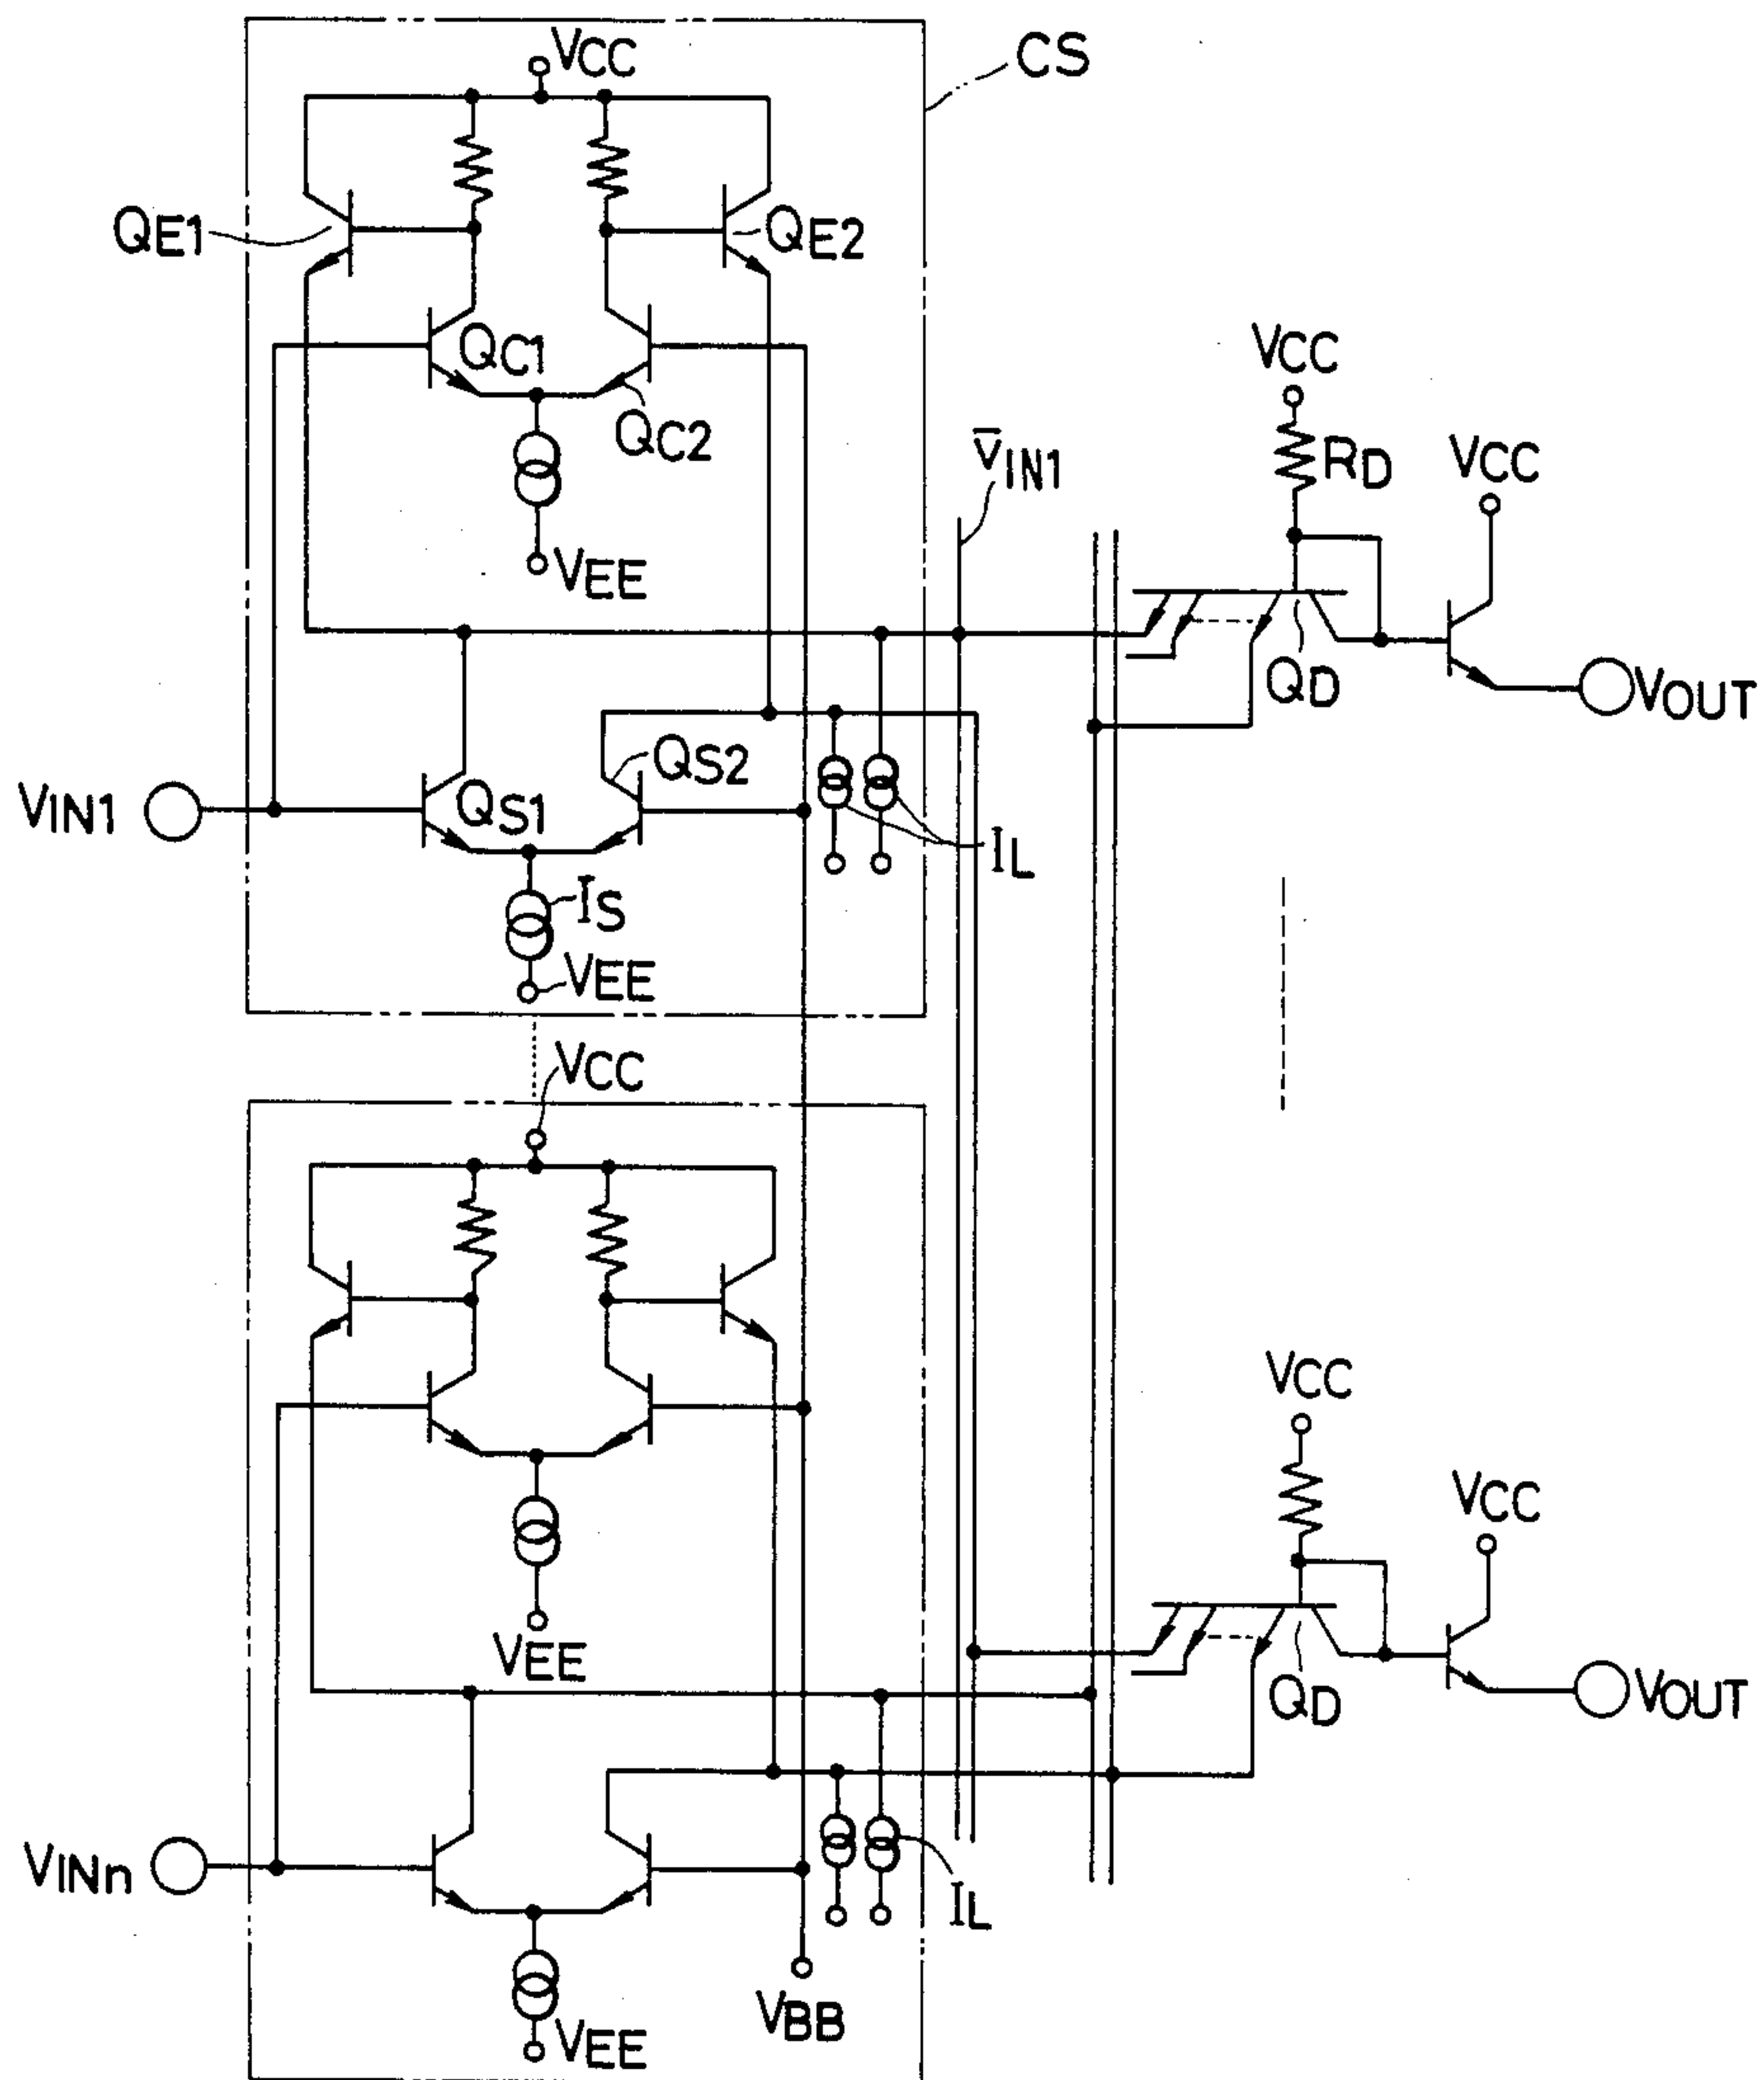 VCC
CS
QE1
QE2
QC1
QC2
VCC
V̄IN1
RD
VCC
VEE
QD
VOUT
QS2
VIN1
QS1
IL
IS
VEE
VCC
VCC
VCC
VEE
QD
VOUT
VINn
IL
VBB
VEE